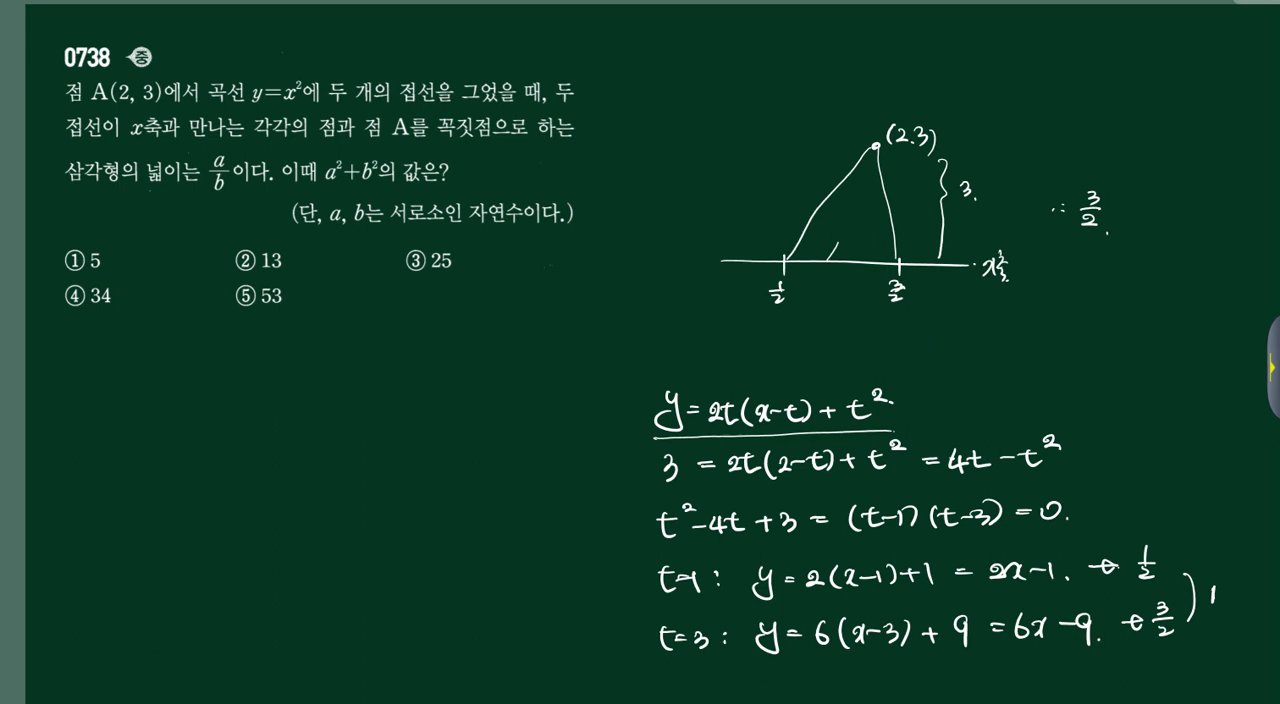 0738 중
점 A(2, 3)에서 곡선 y=x²에 두 개의 접선을 그었을 때, 두
접선이 x축과 만나는 각각의 점과 점 A를 꼭짓점으로 하는
삼각형의 넓이는 a/b이다. 이때 a²+b²의 값은?
(단, a, b는 서로소인 자연수이다.)
① 5 ② 13 ③ 25
④ 34 ⑤ 53
(2.3)
3.
∴ 3/2.
x축
1/2 3/2
y=2t(x-t)+t².
3 = 2t(2-t)+t² = 4t-t²
t²-4t+3 = (t-1)(t-3)=0.
t=1: y=2(x-1)+1 = 2x-1. → 1/2
t=3: y=6(x-3)+9 =6x-9. → 3/2 ) 1